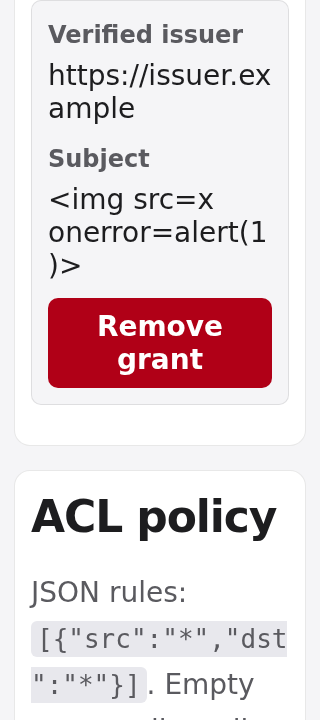 Verified issuer
https://issuer.ex
ample
Subject
<img src=x
onerror=alert(1
)>
Remove
grant
ACL policy
JSON rules:
[{"src":"*","dst
":"*"}]. Empty